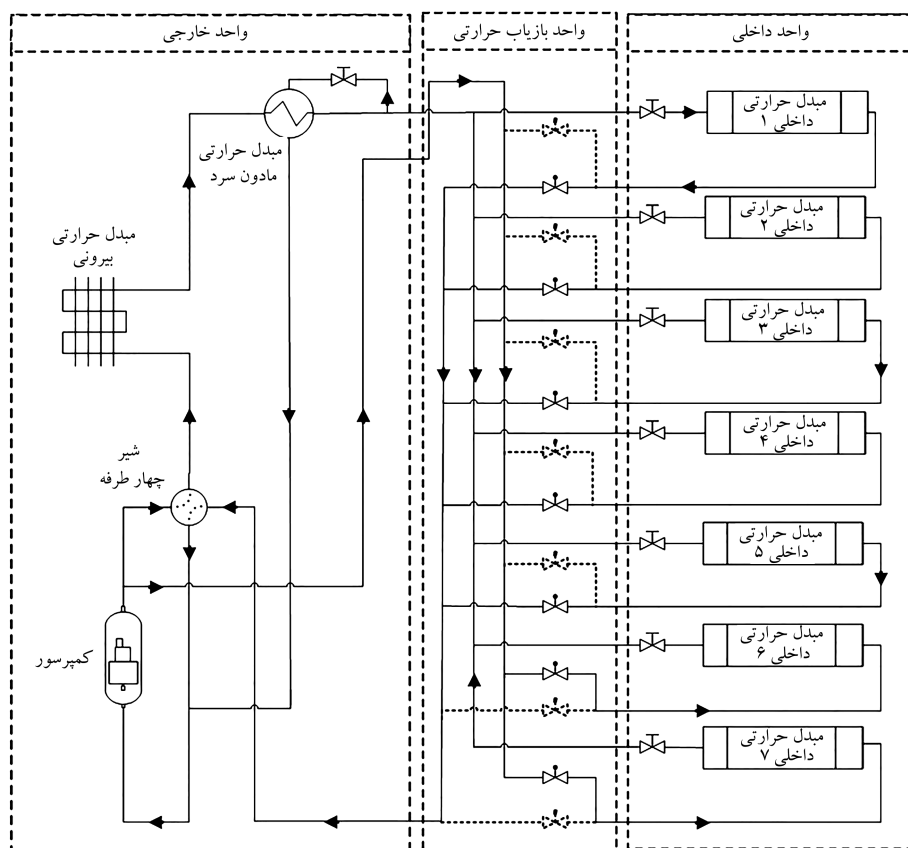 واحد داخلی
واحد بازیاب حرارتی
واحد خارجی
مبدل حرارتی
داخلی ۱
مبدل حرارتی
داخلی ۲
مبدل حرارتی
داخلی ۳
مبدل حرارتی
داخلی ۴
مبدل حرارتی
داخلی ۵
مبدل حرارتی
داخلی ۶
مبدل حرارتی
داخلی ۷
مبدل حرارتی
مادون سرد
مبدل حرارتی
بیرونی
شیر
چهار طرفه
کمپرسور